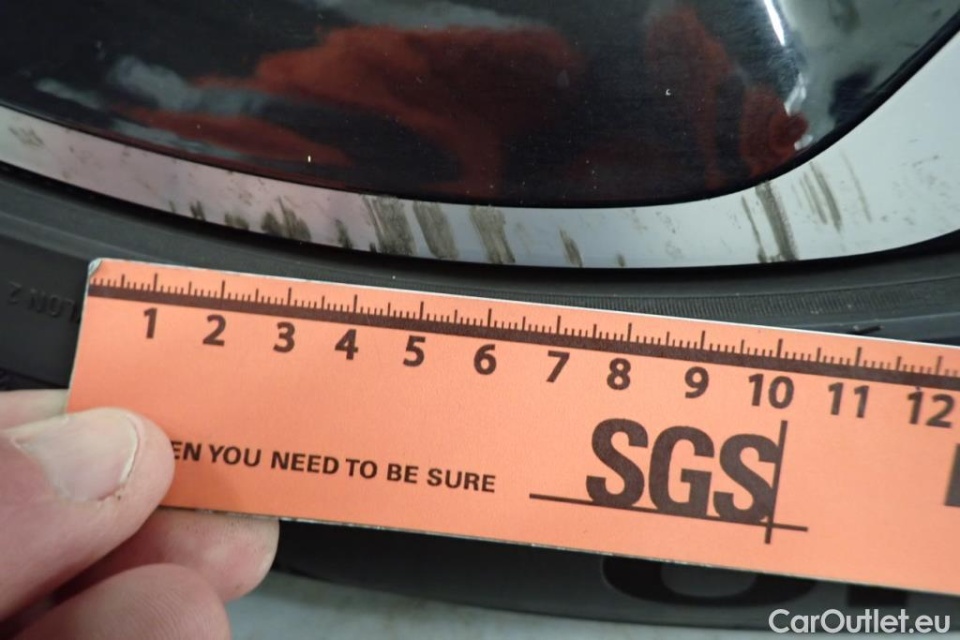 1 2 3 4 5 6 7 8 9 10 11 12
EN YOU NEED TO BE SURE
SGS
CarOutlet.eu